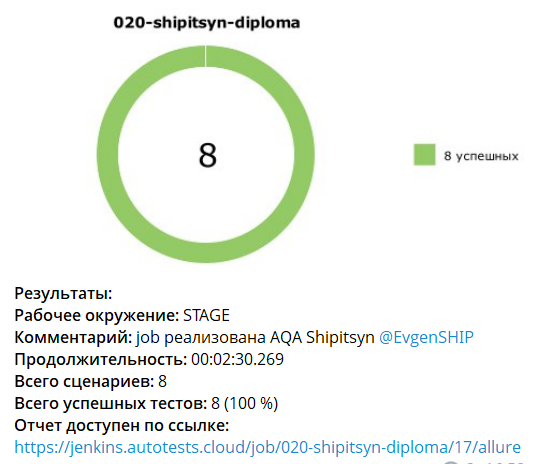 020-shipitsyn-diploma
8
8 успешных
Результаты:
Рабочее окружение: STAGE
Комментарий: job реализована AQA Shipitsyn @EvgenSHIP
Продолжительность: 00:02:30.269
Всего сценариев: 8
Всего успешных тестов: 8 (100 %)
Отчет доступен по ссылке:
https://jenkins.autotests.cloud/job/020-shipitsyn-diploma/17/allure